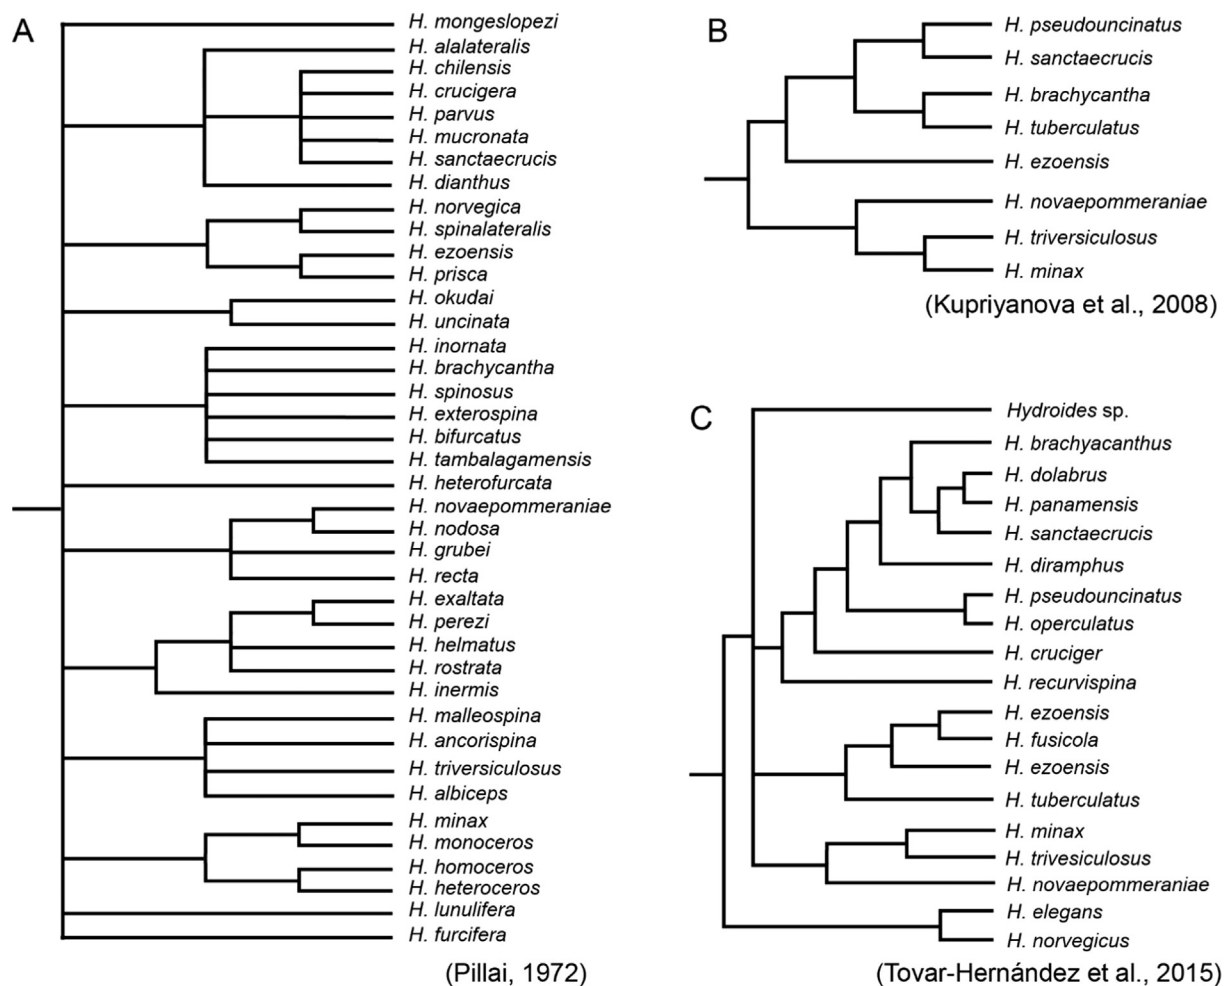 A
H. mongeslopezi
H. alalateralis
H. chilensis
H. crucigera
H. parvus
H. mucronata
H. sanctaecrucis
H. dianthus
H. norvegica
H. spinalateralis
H. ezoensis
H. prisca
H. okudai
H. uncinata
H. inornata
H. brachycantha
H. spinosus
H. exterospina
H. bifurcatus
H. tambalagamensis
H. heterofurcata
H. novaepommeraniae
H. nodosa
H. grubei
H. recta
H. exaltata
H. perezi
H. helmatus
H. rostrata
H. inermis
H. malleospina
H. ancorispina
H. triversiculosus
H. albiceps
H. minax
H. monoceros
H. homoceros
H. heteroceros
H. lunulifera
H. furcifera
(Pillai, 1972)
B
H. pseudouncinatus
H. sanctaecrucis
H. brachycantha
H. tuberculatus
H. ezoensis
H. novaepommeraniae
H. triversiculosus
H. minax
(Kupriyanova et al., 2008)
C
Hydroides sp.
H. brachyacanthus
H. dolabrus
H. panamensis
H. sanctaecrucis
H. diramphus
H. pseudouncinatus
H. operculatus
H. cruciger
H. recurvispina
H. ezoensis
H. fusicola
H. ezoensis
H. tuberculatus
H. minax
H. trivesiculosus
H. novaepommeraniae
H. elegans
H. norvegicus
(Tovar-Hernández et al., 2015)